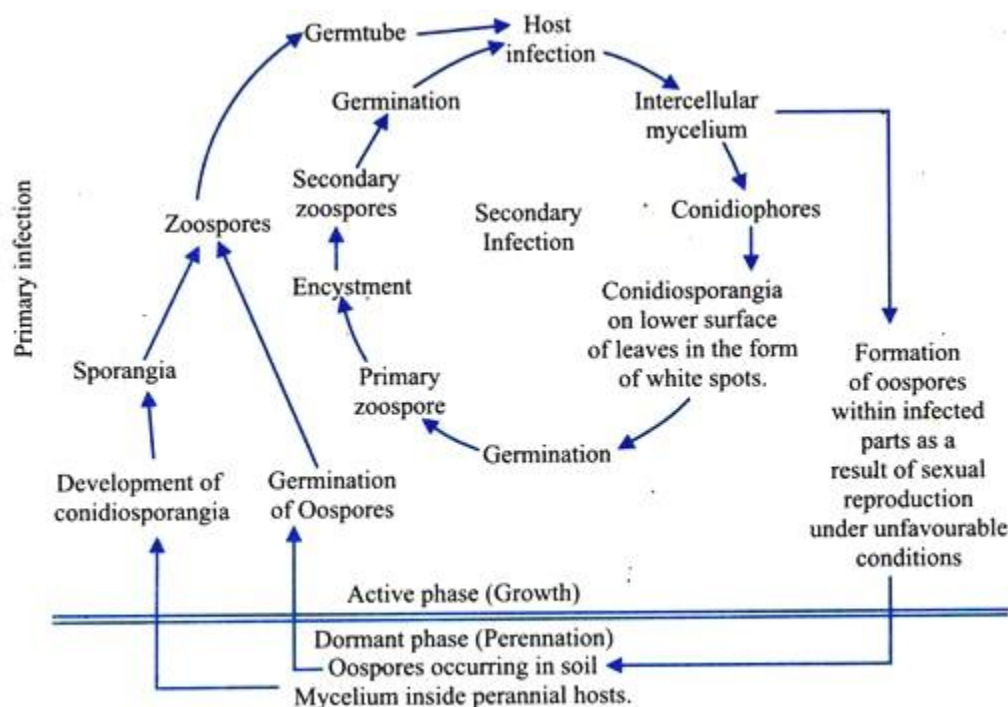 Germtube
Host
infection
Germination
Intercellular
mycelium
Secondary
zoospores
Zoospores
Secondary
Infection
Conidiophores
Primary infection
Encystment
Conidiosporangia
on lower surface
of leaves in the form
of white spots.
Sporangia
Primary
zoospore
Formation
of oospores
within infected
parts as a
result of sexual
reproduction
under unfavourable
conditions
Germination
Development of
conidiosporangia
Germination
of Oospores
Active phase (Growth)
Dormant phase (Perennation)
Oospores occurring in soil
Mycelium inside perannial hosts.